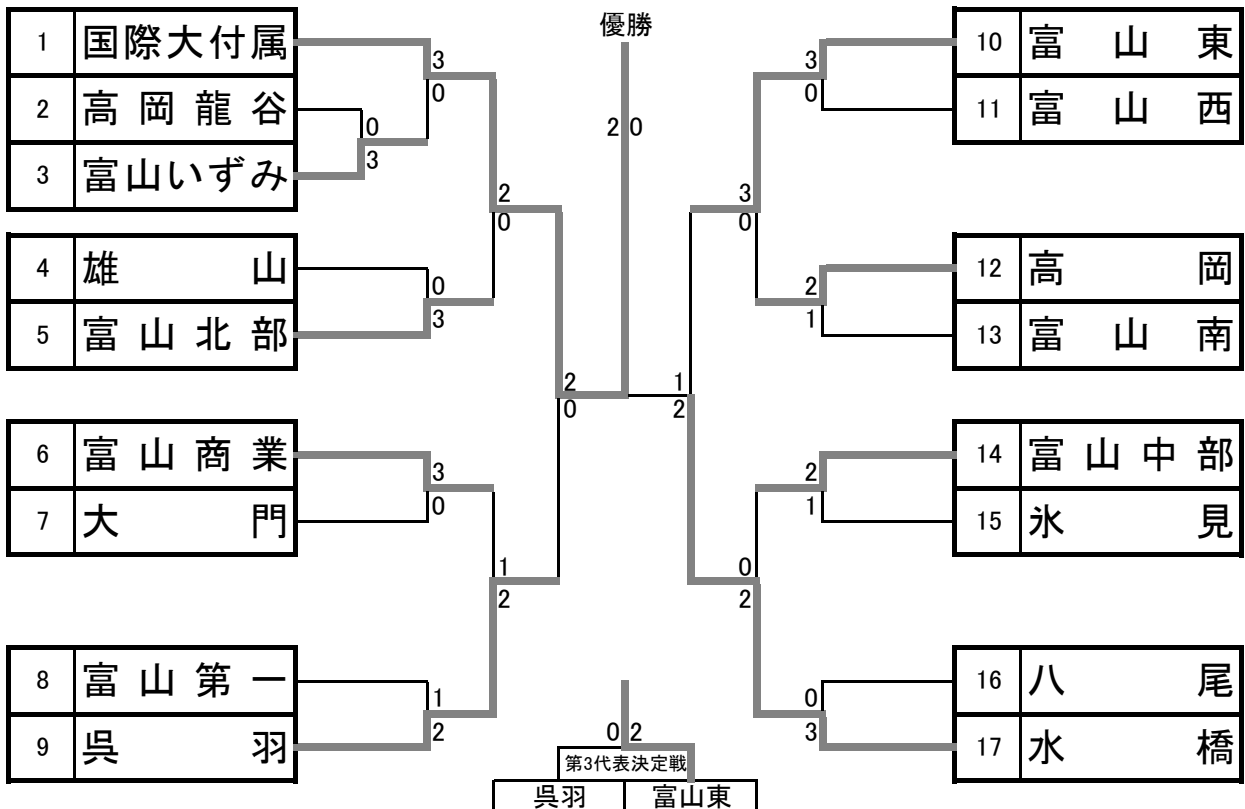 優勝
1 国際大付属
2 高岡龍谷
3 富山いずみ
4 雄山
5 富山北部
6 富山商業
7 大門
8 富山第一
9 呉羽
3
0
0
3
2
0
0
3
2
0
3
0
1
2
1
2
2 0
10 富山東
11 富山西
12 高岡
13 富山南
14 富山中部
15 氷見
16 八尾
17 水橋
3
0
3
0
2
1
1
2
2
1
0
2
0
3
0 2
第3代表決定戦
呉羽 富山東